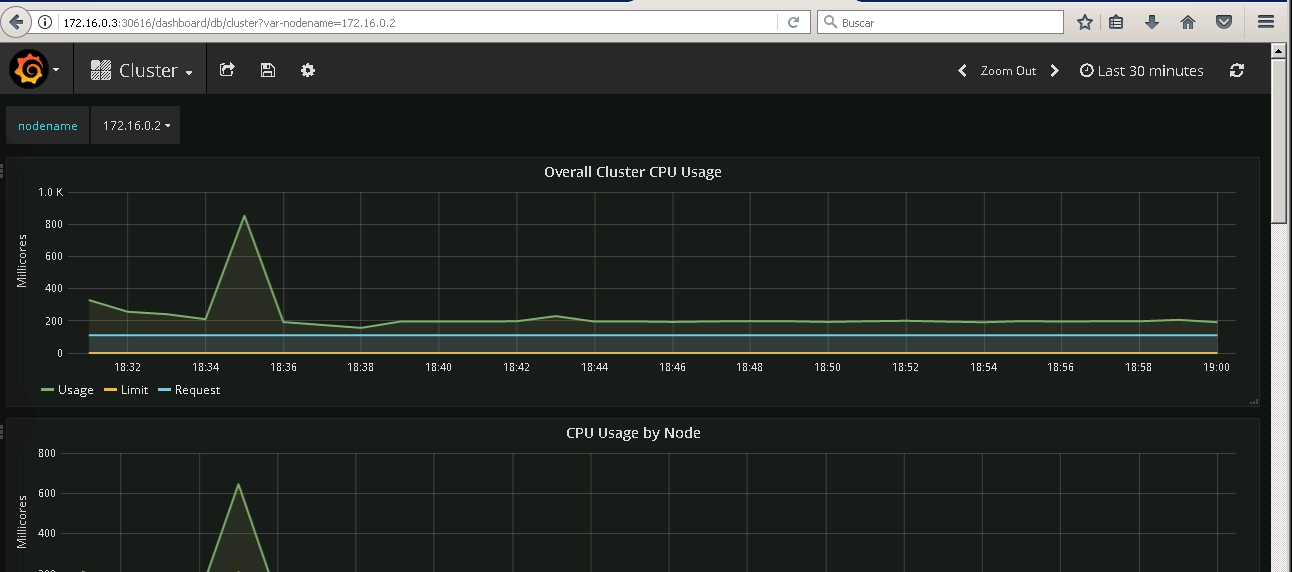 172.16.0.3:30616/dashboard/db/cluster?var-nodename=172.16.0.2
Buscar
Cluster
Zoom Out
Last 30 minutes
nodename
172.16.0.2
Overall Cluster CPU Usage
Millicores
1.0 K
800
600
400
200
0
18:32 18:34 18:36 18:38 18:40 18:42 18:44 18:46 18:48 18:50 18:52 18:54 18:56 18:58 19:00
Usage Limit Request
CPU Usage by Node
Millicores
800
600
400